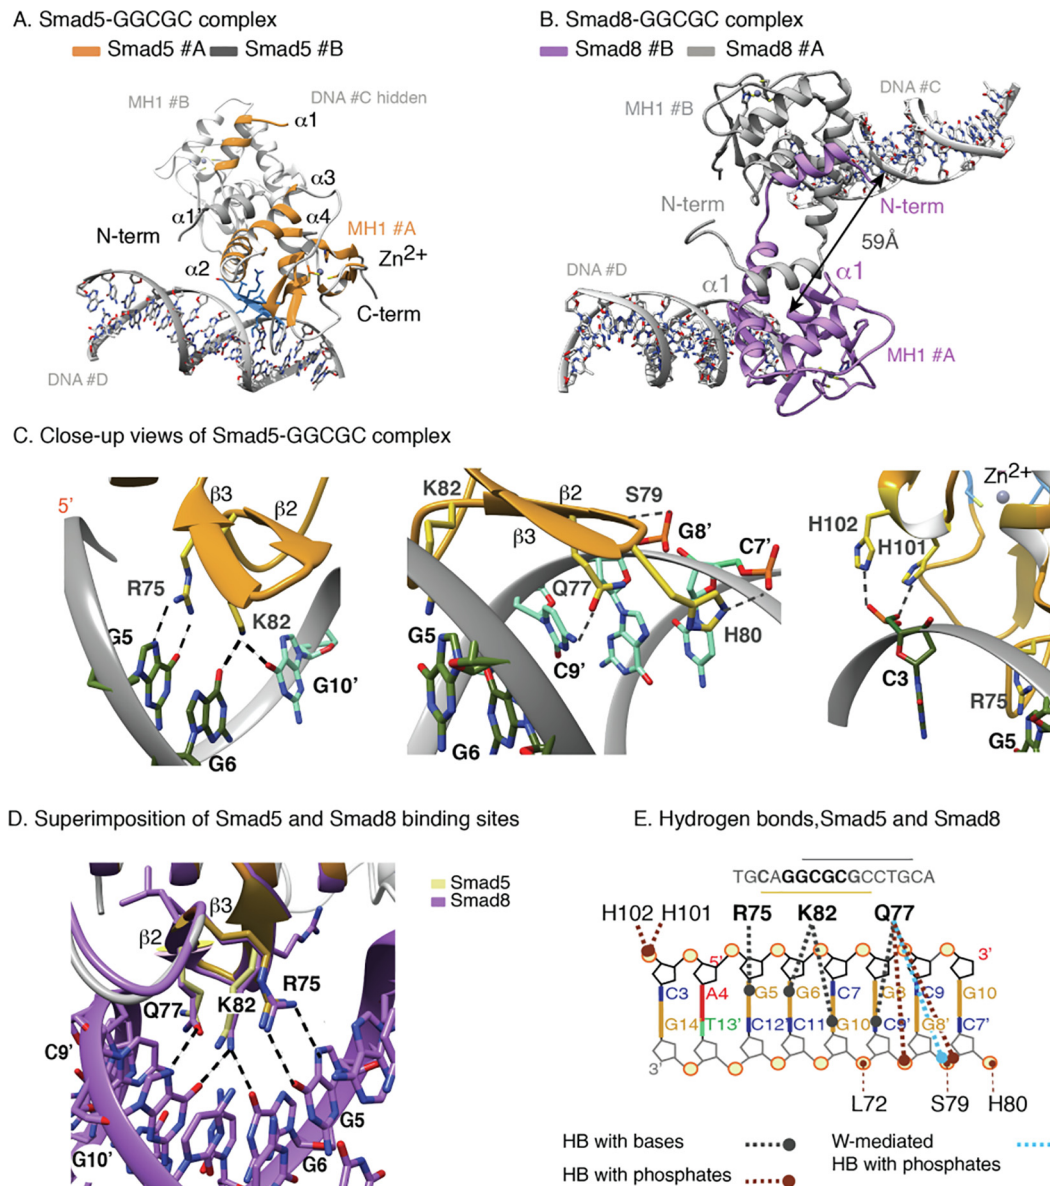 A. Smad5-GGCGC complex
Smad5 #A Smad5 #B
MH1 #B
DNA #C hidden
α1
α3
α1'
α4
N-term
MH1 #A
Zn2+
α2
C-term
DNA #D
B. Smad8-GGCGC complex
Smad8 #B Smad8 #A
DNA #C
MH1 #B
N-term
N-term
59Å
DNA #D
α1
α1
MH1 #A
C. Close-up views of Smad5-GGCGC complex
5'
β3
β2
R75
K82
G5
G10'
G6
K82
β2
S79
β3
G8'
C7'
Q77
G5
H80
C9'
G6
Zn2+
H102
H101
C3
R75
G5
D. Superimposition of Smad5 and Smad8 binding sites
Smad5
Smad8
β3
β2
R75
Q77
K82
C9'
G5
G10'
G6
E. Hydrogen bonds,Smad5 and Smad8
TGCAGGCGCGCCTGCA
H102 H101 R75 K82 Q77
5'
3'
C3 A4 G5 G6 C7 G8 C9 G10
G14 T13' C12' C11' G10' C9' G8' C7'
3'
L72 S79 H80
HB with bases
W-mediated
HB with phosphates
HB with phosphates